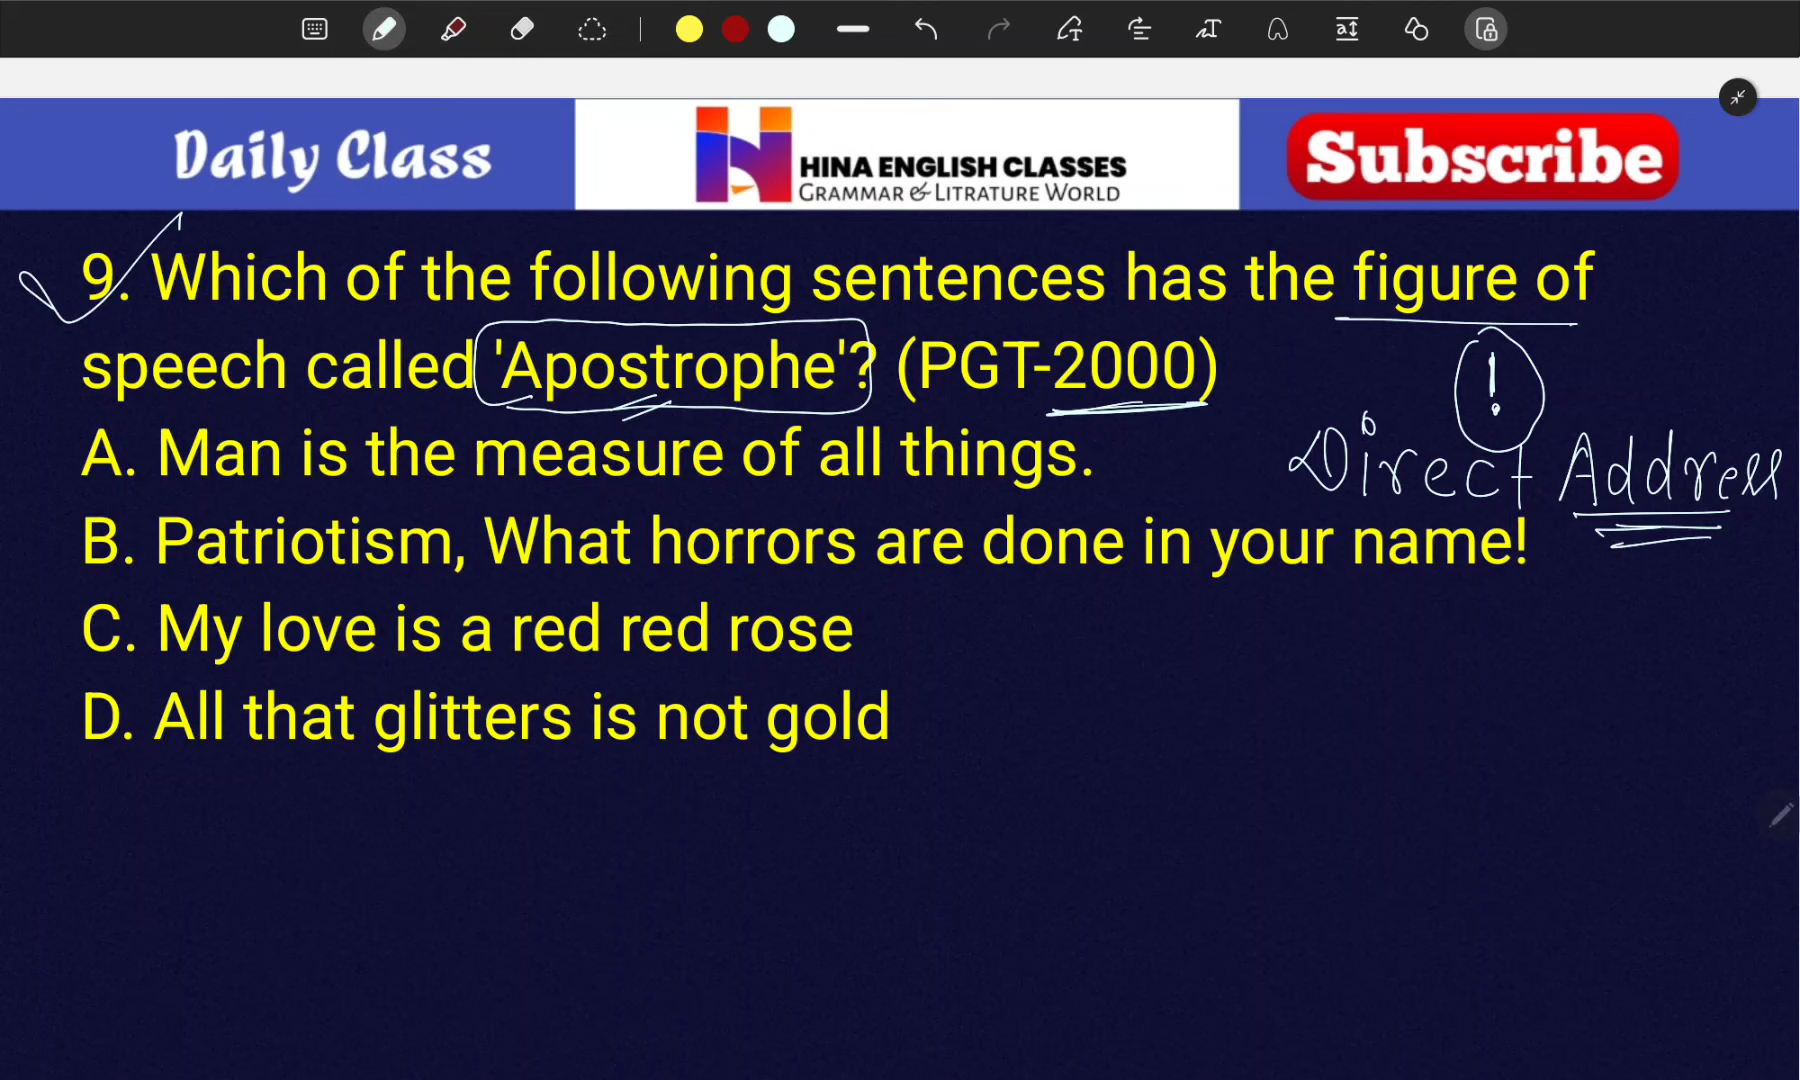 Daily Class
HINA ENGLISH CLASSES
GRAMMAR & LITRATURE WORLD
Subscribe
9. Which of the following sentences has the figure of
speech called 'Apostrophe'? (PGT-2000)
!
Direct Address
A. Man is the measure of all things.
B. Patriotism, What horrors are done in your name!
C. My love is a red red rose
D. All that glitters is not gold